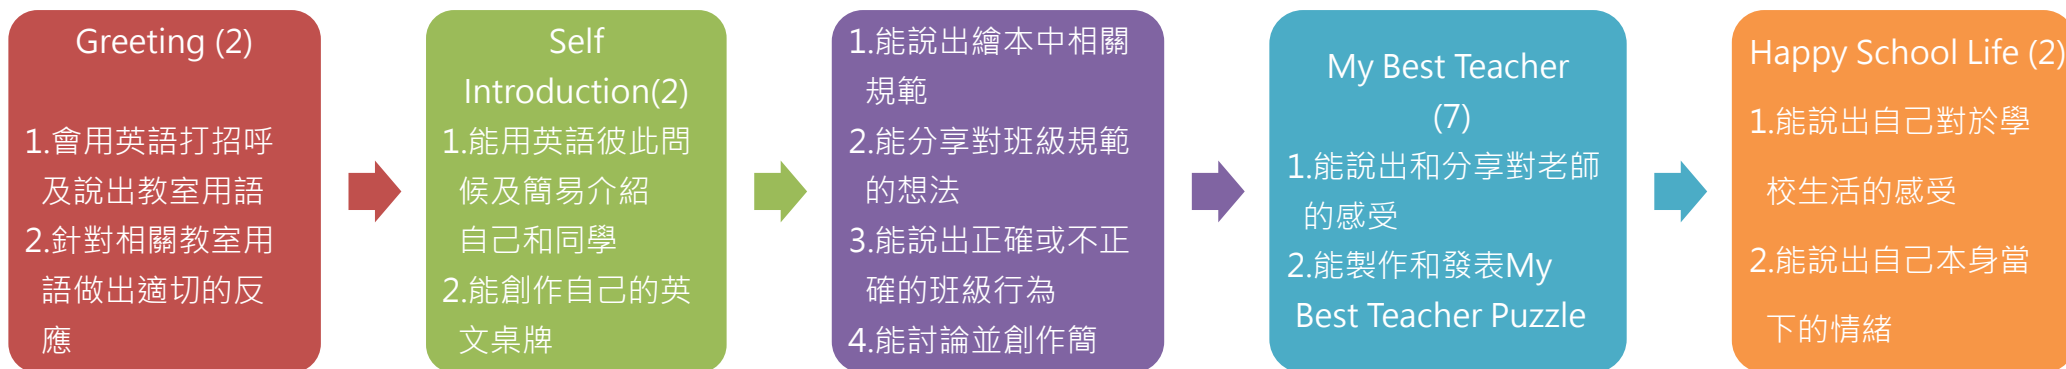 Greeting (2)
1.會用英語打招呼
及說出教室用語
2.針對相關教室用
語做出適切的反
應
Self
Introduction(2)
1.能用英語彼此問
候及簡易介紹
自己和同學
2.能創作自己的英
文桌牌
1.能說出繪本中相關
規範
2.能分享對班級規範
的想法
3.能說出正確或不正
確的班級行為
4.能討論並創作簡
My Best Teacher
(7)
1.能說出和分享對老師
的感受
2.能製作和發表My
Best Teacher Puzzle
Happy School Life (2)
1.能說出自己對於學
校生活的感受
2.能說出自己本身當
下的情緒